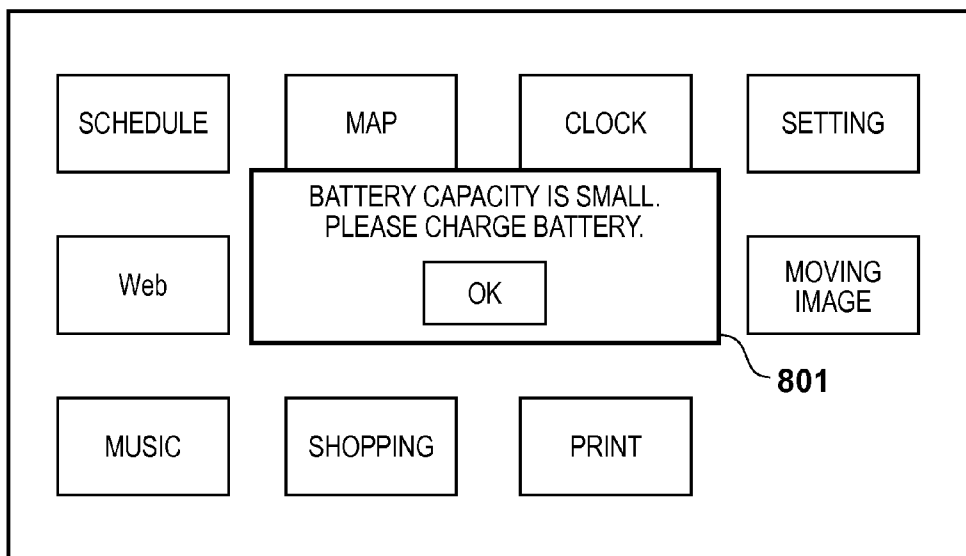 SCHEDULE
MAP
CLOCK
SETTING
BATTERY CAPACITY IS SMALL.
PLEASE CHARGE BATTERY.
OK
Web
MOVING
IMAGE
801
MUSIC
SHOPPING
PRINT